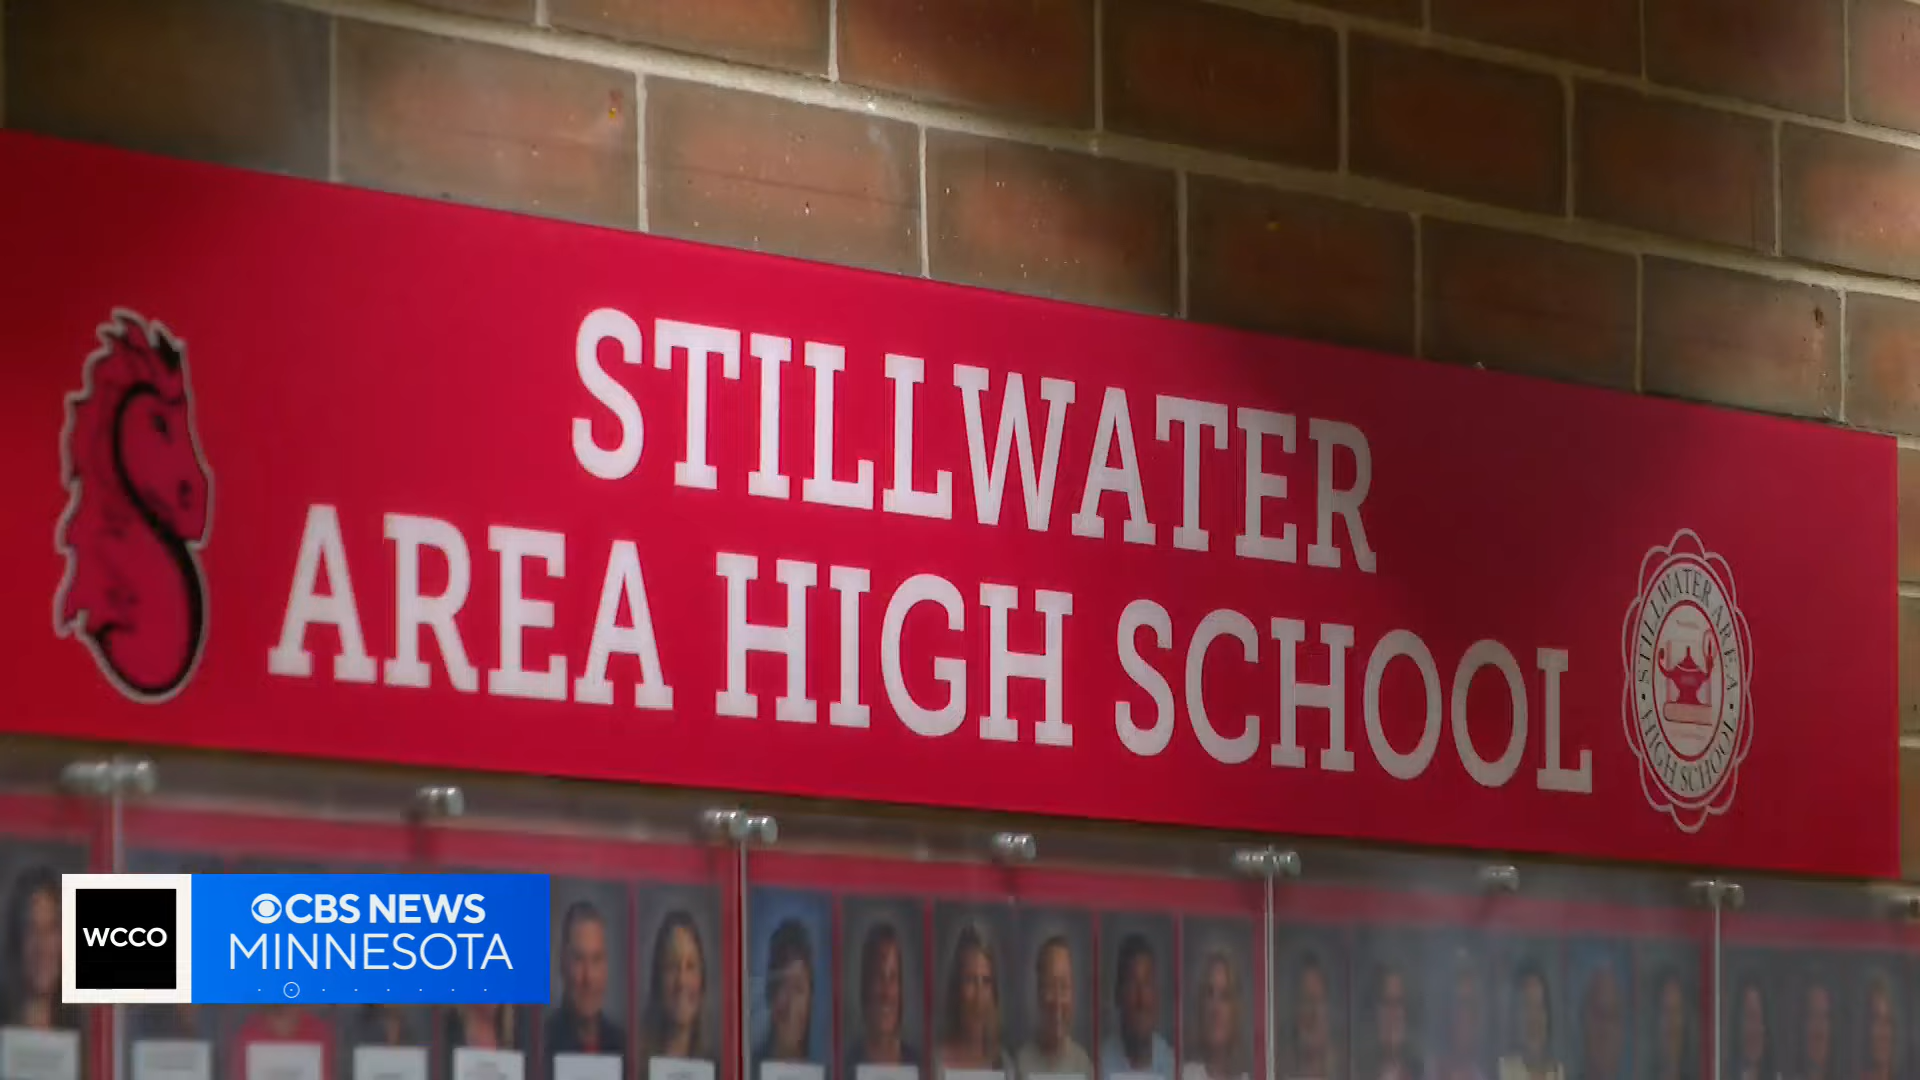 STILLWATER
AREA HIGH SCHOOL
STILLWATER AREA
HIGH SCHOOL
WCCO
CBS NEWS
MINNESOTA